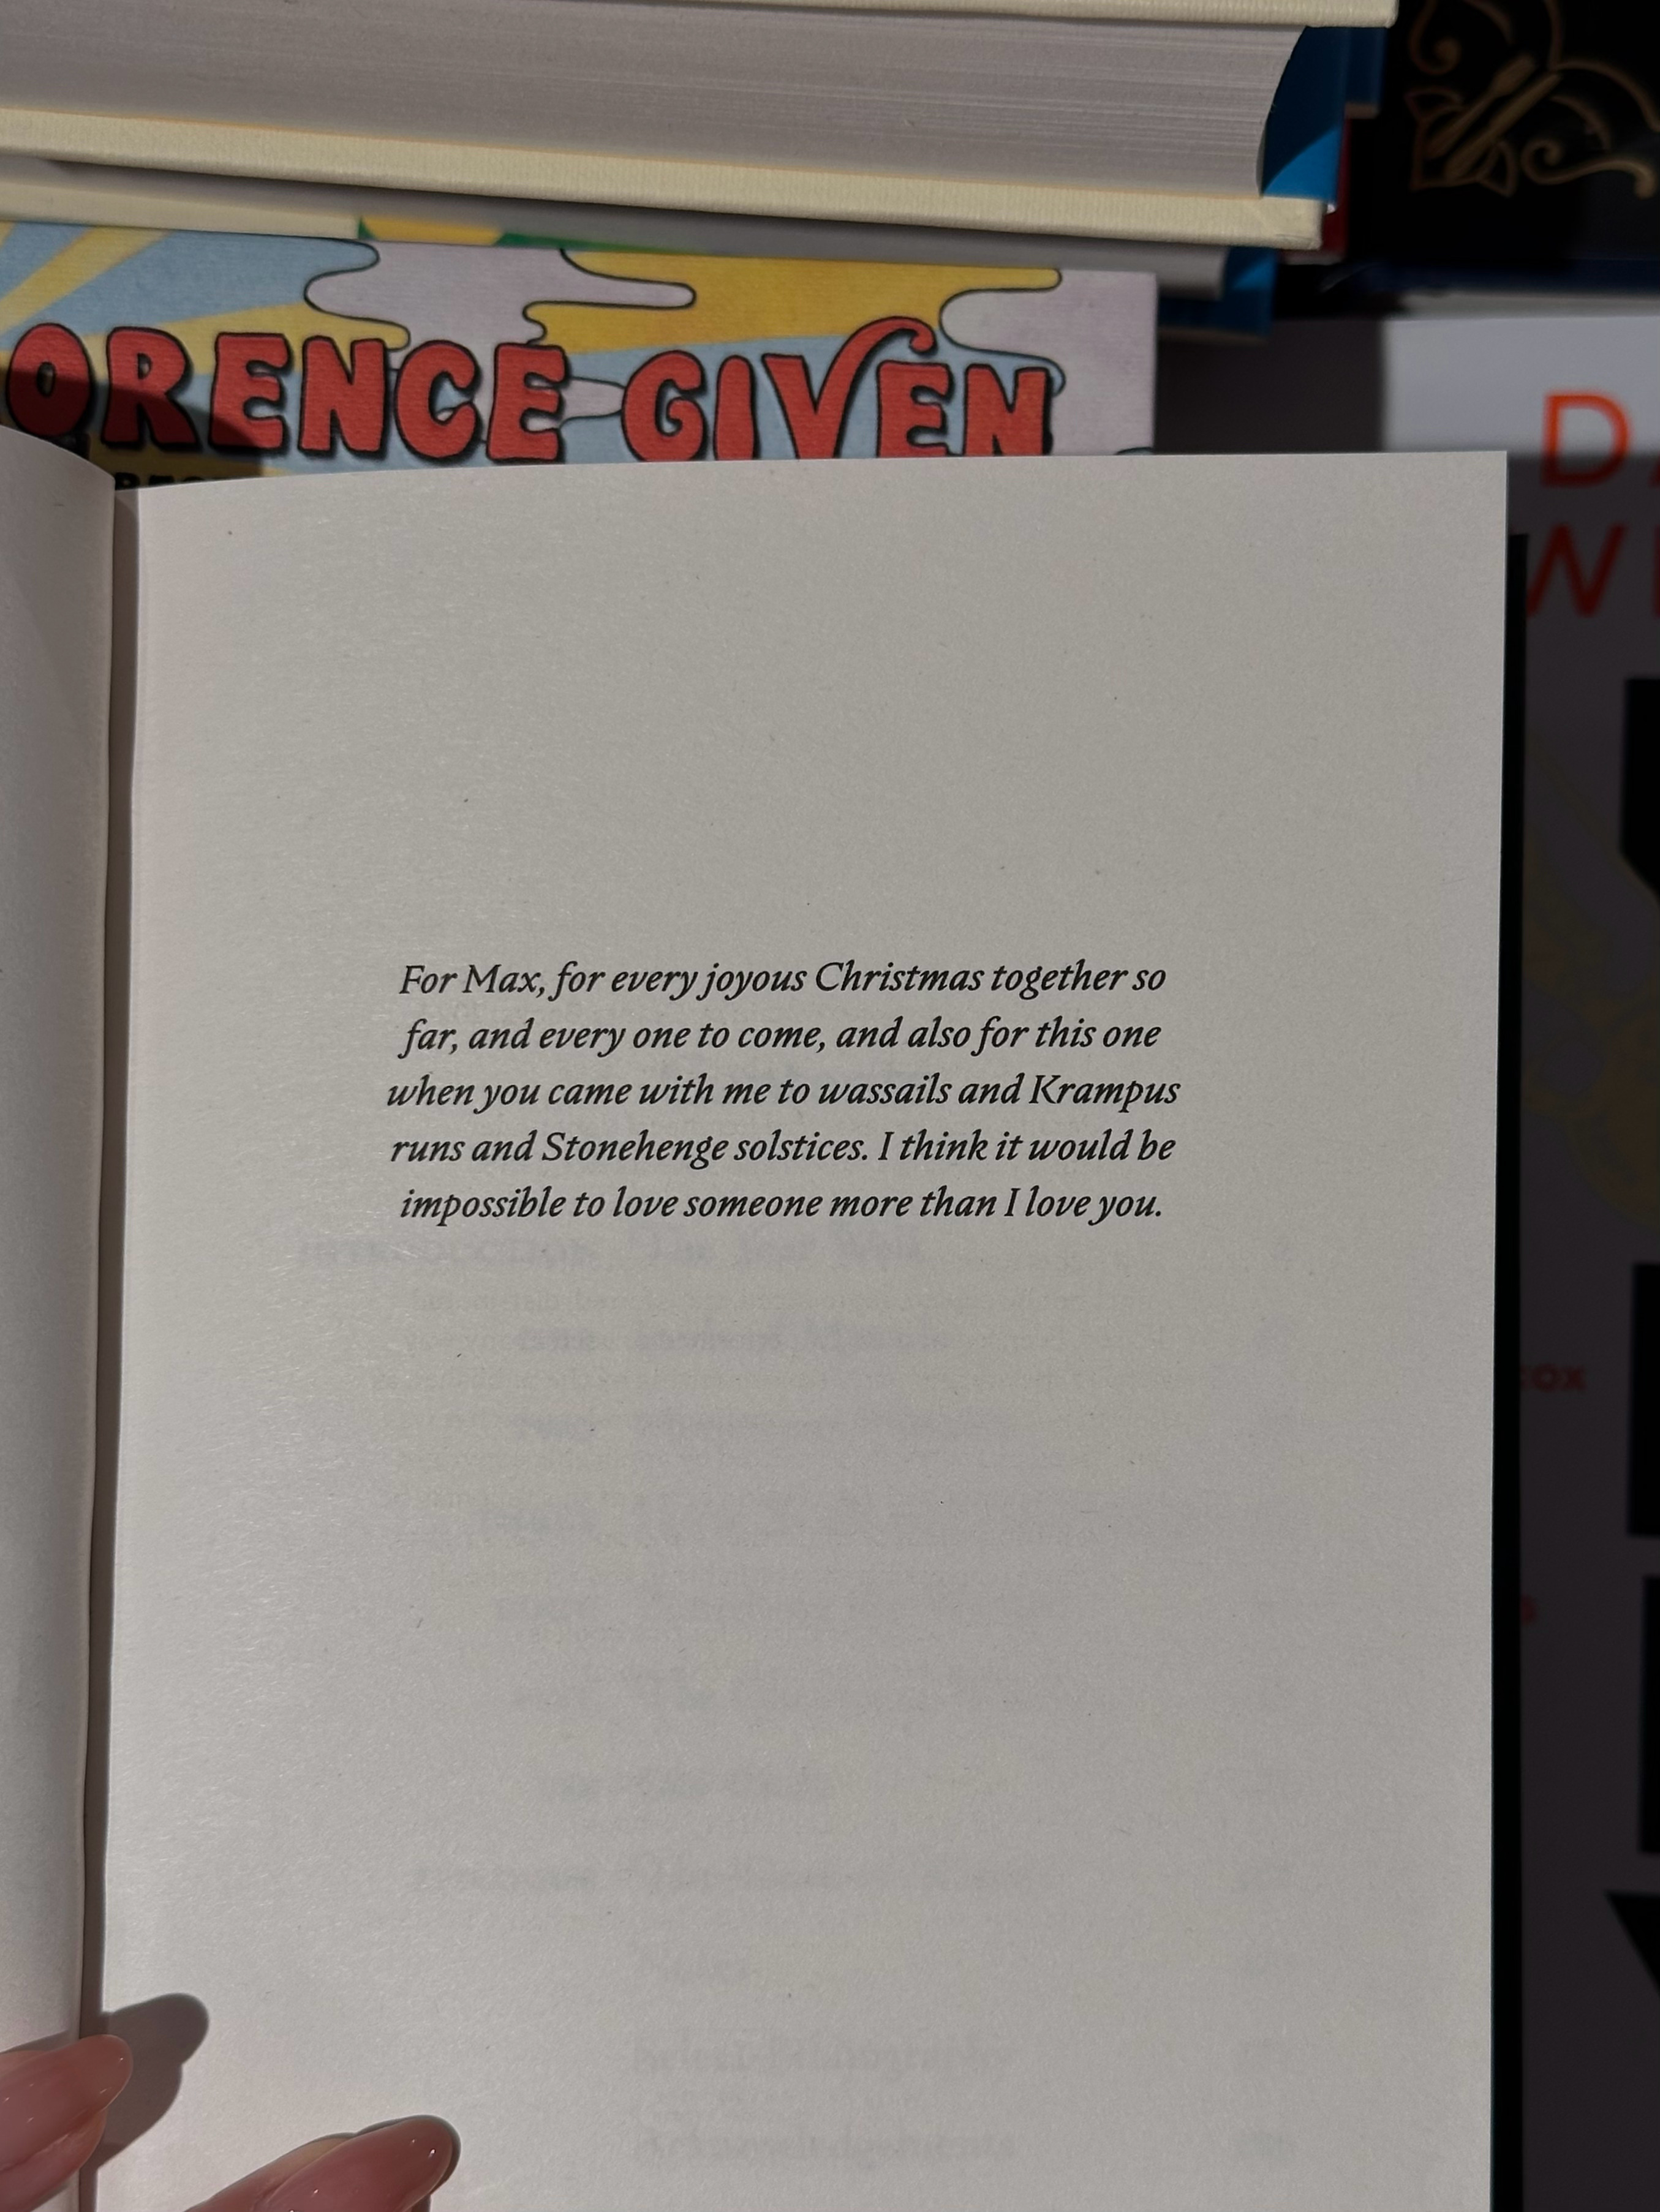 ORENCE GIVEN
D
W
For Max, for every joyous Christmas together so
far, and every one to come, and also for this one
when you came with me to wassails and Krampus
runs and Stonehenge solstices. I think it would be
impossible to love someone more than I love you.
COX